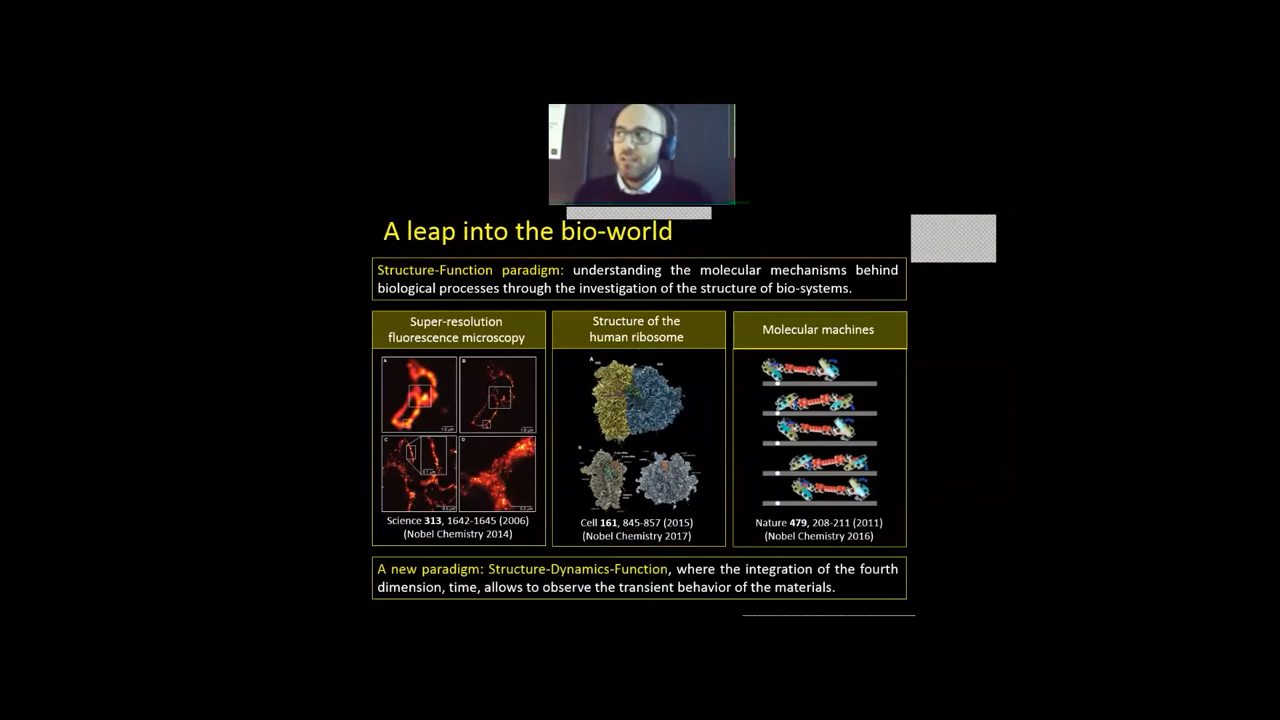 A leap into the bio-world
Structure-Function paradigm: understanding the molecular mechanisms behind
biological processes through the investigation of the structure of bio-systems.
Super-resolution
fluorescence microscopy
Structure of the
human ribosome
Molecular machines
A
B
C
D
A
B
Science 313, 1642-1645 (2006)
(Nobel Chemistry 2014)
Cell 161, 845-857 (2015)
(Nobel Chemistry 2017)
Nature 479, 208-211 (2011)
(Nobel Chemistry 2016)
A new paradigm: Structure-Dynamics-Function, where the integration of the fourth
dimension, time, allows to observe the transient behavior of the materials.